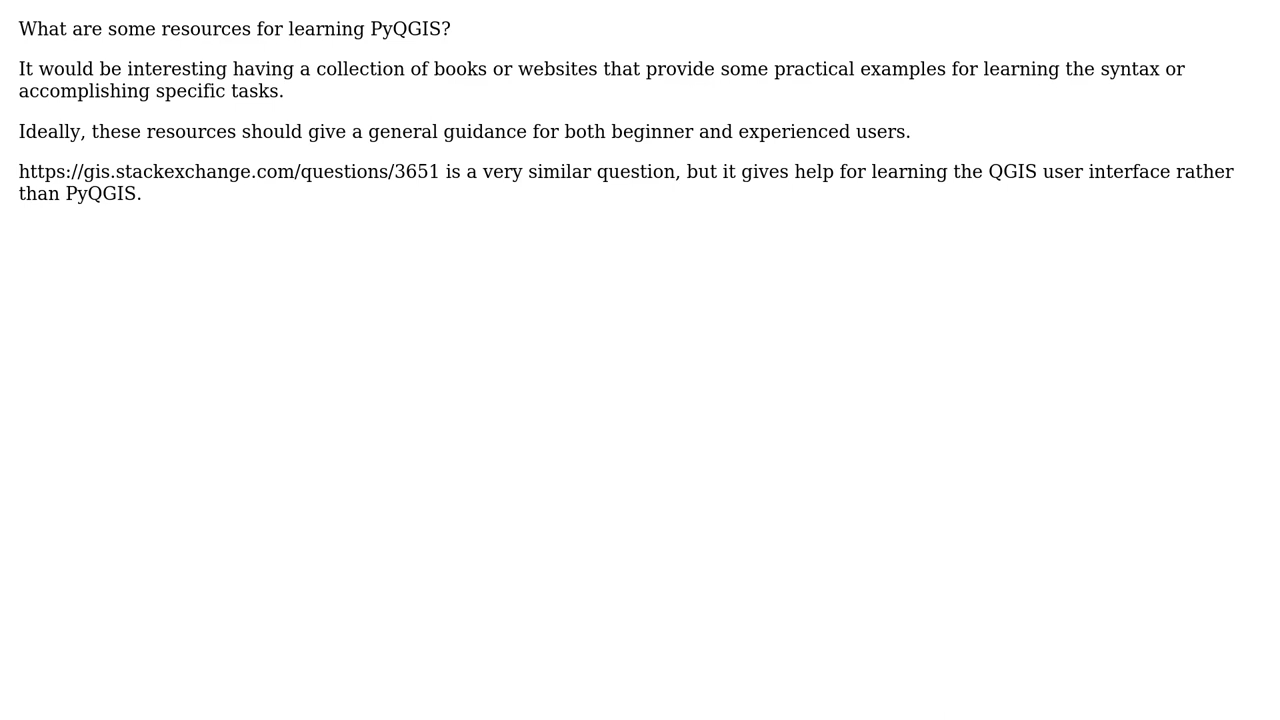 What are some resources for learning PyQGIS?
It would be interesting having a collection of books or websites that provide some practical examples for learning the syntax or
accomplishing specific tasks.
Ideally, these resources should give a general guidance for both beginner and experienced users.
https://gis.stackexchange.com/questions/3651 is a very similar question, but it gives help for learning the QGIS user interface rather
than PyQGIS.